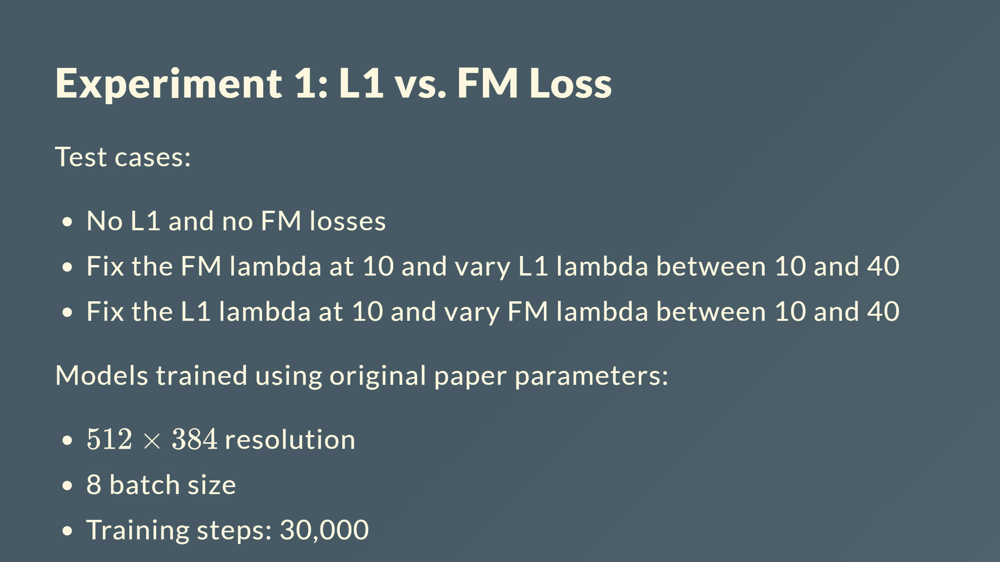 Experiment 1: L1 vs. FM Loss
Test cases:
• No L1 and no FM losses
• Fix the FM lambda at 10 and vary L1 lambda between 10 and 40
• Fix the L1 lambda at 10 and vary FM lambda between 10 and 40
Models trained using original paper parameters:
• 512 × 384 resolution
• 8 batch size
• Training steps: 30,000